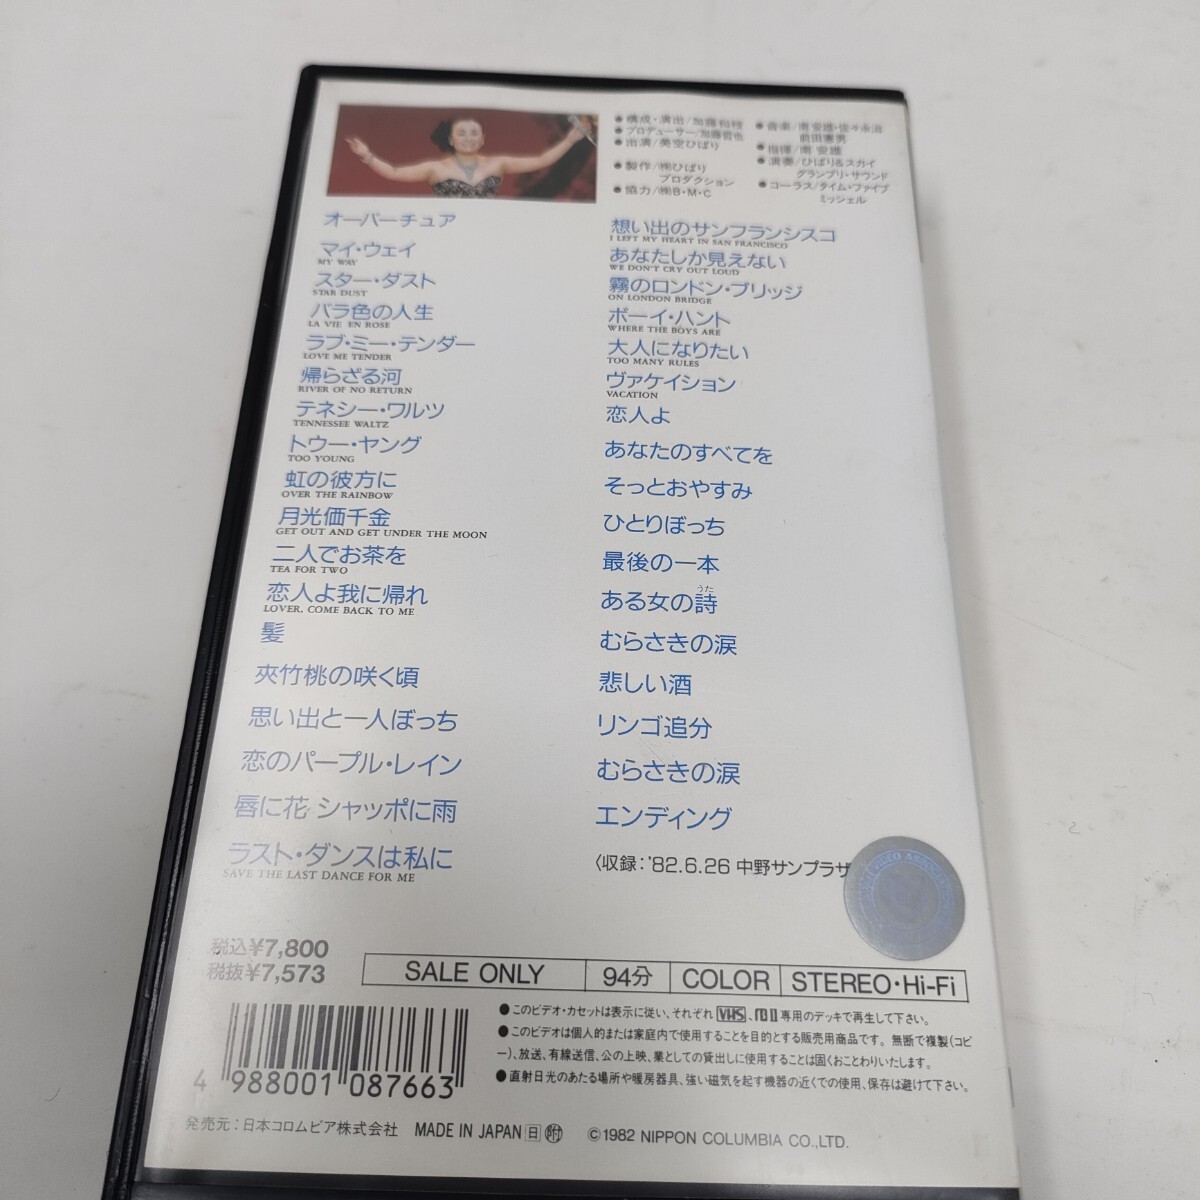 ●構成・演出/加藤和枝
●プロデューサー/加藤哲也
●出演/美空ひばり
●製作/㈱ひばり
プロダクション
●協力/㈱B・M・C
●音楽/南 安雄・佐々永治
前田憲男
●指揮/南 安雄
●演奏/ひばり&スカイ
グランプリ・サウンド
●コーラス/タイム・ファイブ
ミッシェル
オーバーチュア
マイ・ウェイ
MY WAY
スター・ダスト
STAR DUST
バラ色の人生
LA VIE EN ROSE
ラブ・ミー・テンダー
LOVE ME TENDER
帰らざる河
RIVER OF NO RETURN
テネシー・ワルツ
TENNESSEE WALTZ
トゥー・ヤング
TOO YOUNG
虹の彼方に
OVER THE RAINBOW
月光価千金
GET OUT AND GET UNDER THE MOON
二人でお茶を
TEA FOR TWO
恋人よ我に帰れ
LOVER, COME BACK TO ME
髪
夾竹桃の咲く頃
思い出と一人ぼっち
恋のパープル・レイン
唇に花 シャッポに雨
ラスト・ダンスは私に
SAVE THE LAST DANCE FOR ME
想い出のサンフランシスコ
I LEFT MY HEART IN SAN FRANCISCO
あなたしか見えない
WE DON'T CRY OUT LOUD
霧のロンドン・ブリッジ
ON LONDON BRIDGE
ボーイ・ハント
WHERE THE BOYS ARE
大人になりたい
TOO MANY RULES
ヴァケイション
VACATION
恋人よ
あなたのすべてを
そっとおやすみ
ひとりぼっち
最後の一本
うた
ある女の詩
むらさきの涙
悲しい酒
リンゴ追分
むらさきの涙
エンディング
〈収録:'82.6.26 中野サンプラザ
税込¥7,800
税抜¥7,573
SALE ONLY 94分 COLOR STEREO・Hi-Fi
●このビデオ・カセットは表示に従い、それぞれVHS、β II専用のデッキで再生して下さい。
●このビデオは個人的または家庭内で使用することを目的とする販売用商品です。無断で複製(コピ
ー)、放送、有線送信、公の上映、業としての貸出しに使用することは固くおことわりいたします。
●直射日光のあたる場所や暖房器具、強い磁気を起す機器の近くでの使用、保存は避けて下さい。
4 988001 087663
発売元:日本コロムビア株式会社 MADE IN JAPAN 日 附 ©1982 NIPPON COLUMBIA CO.,LTD.